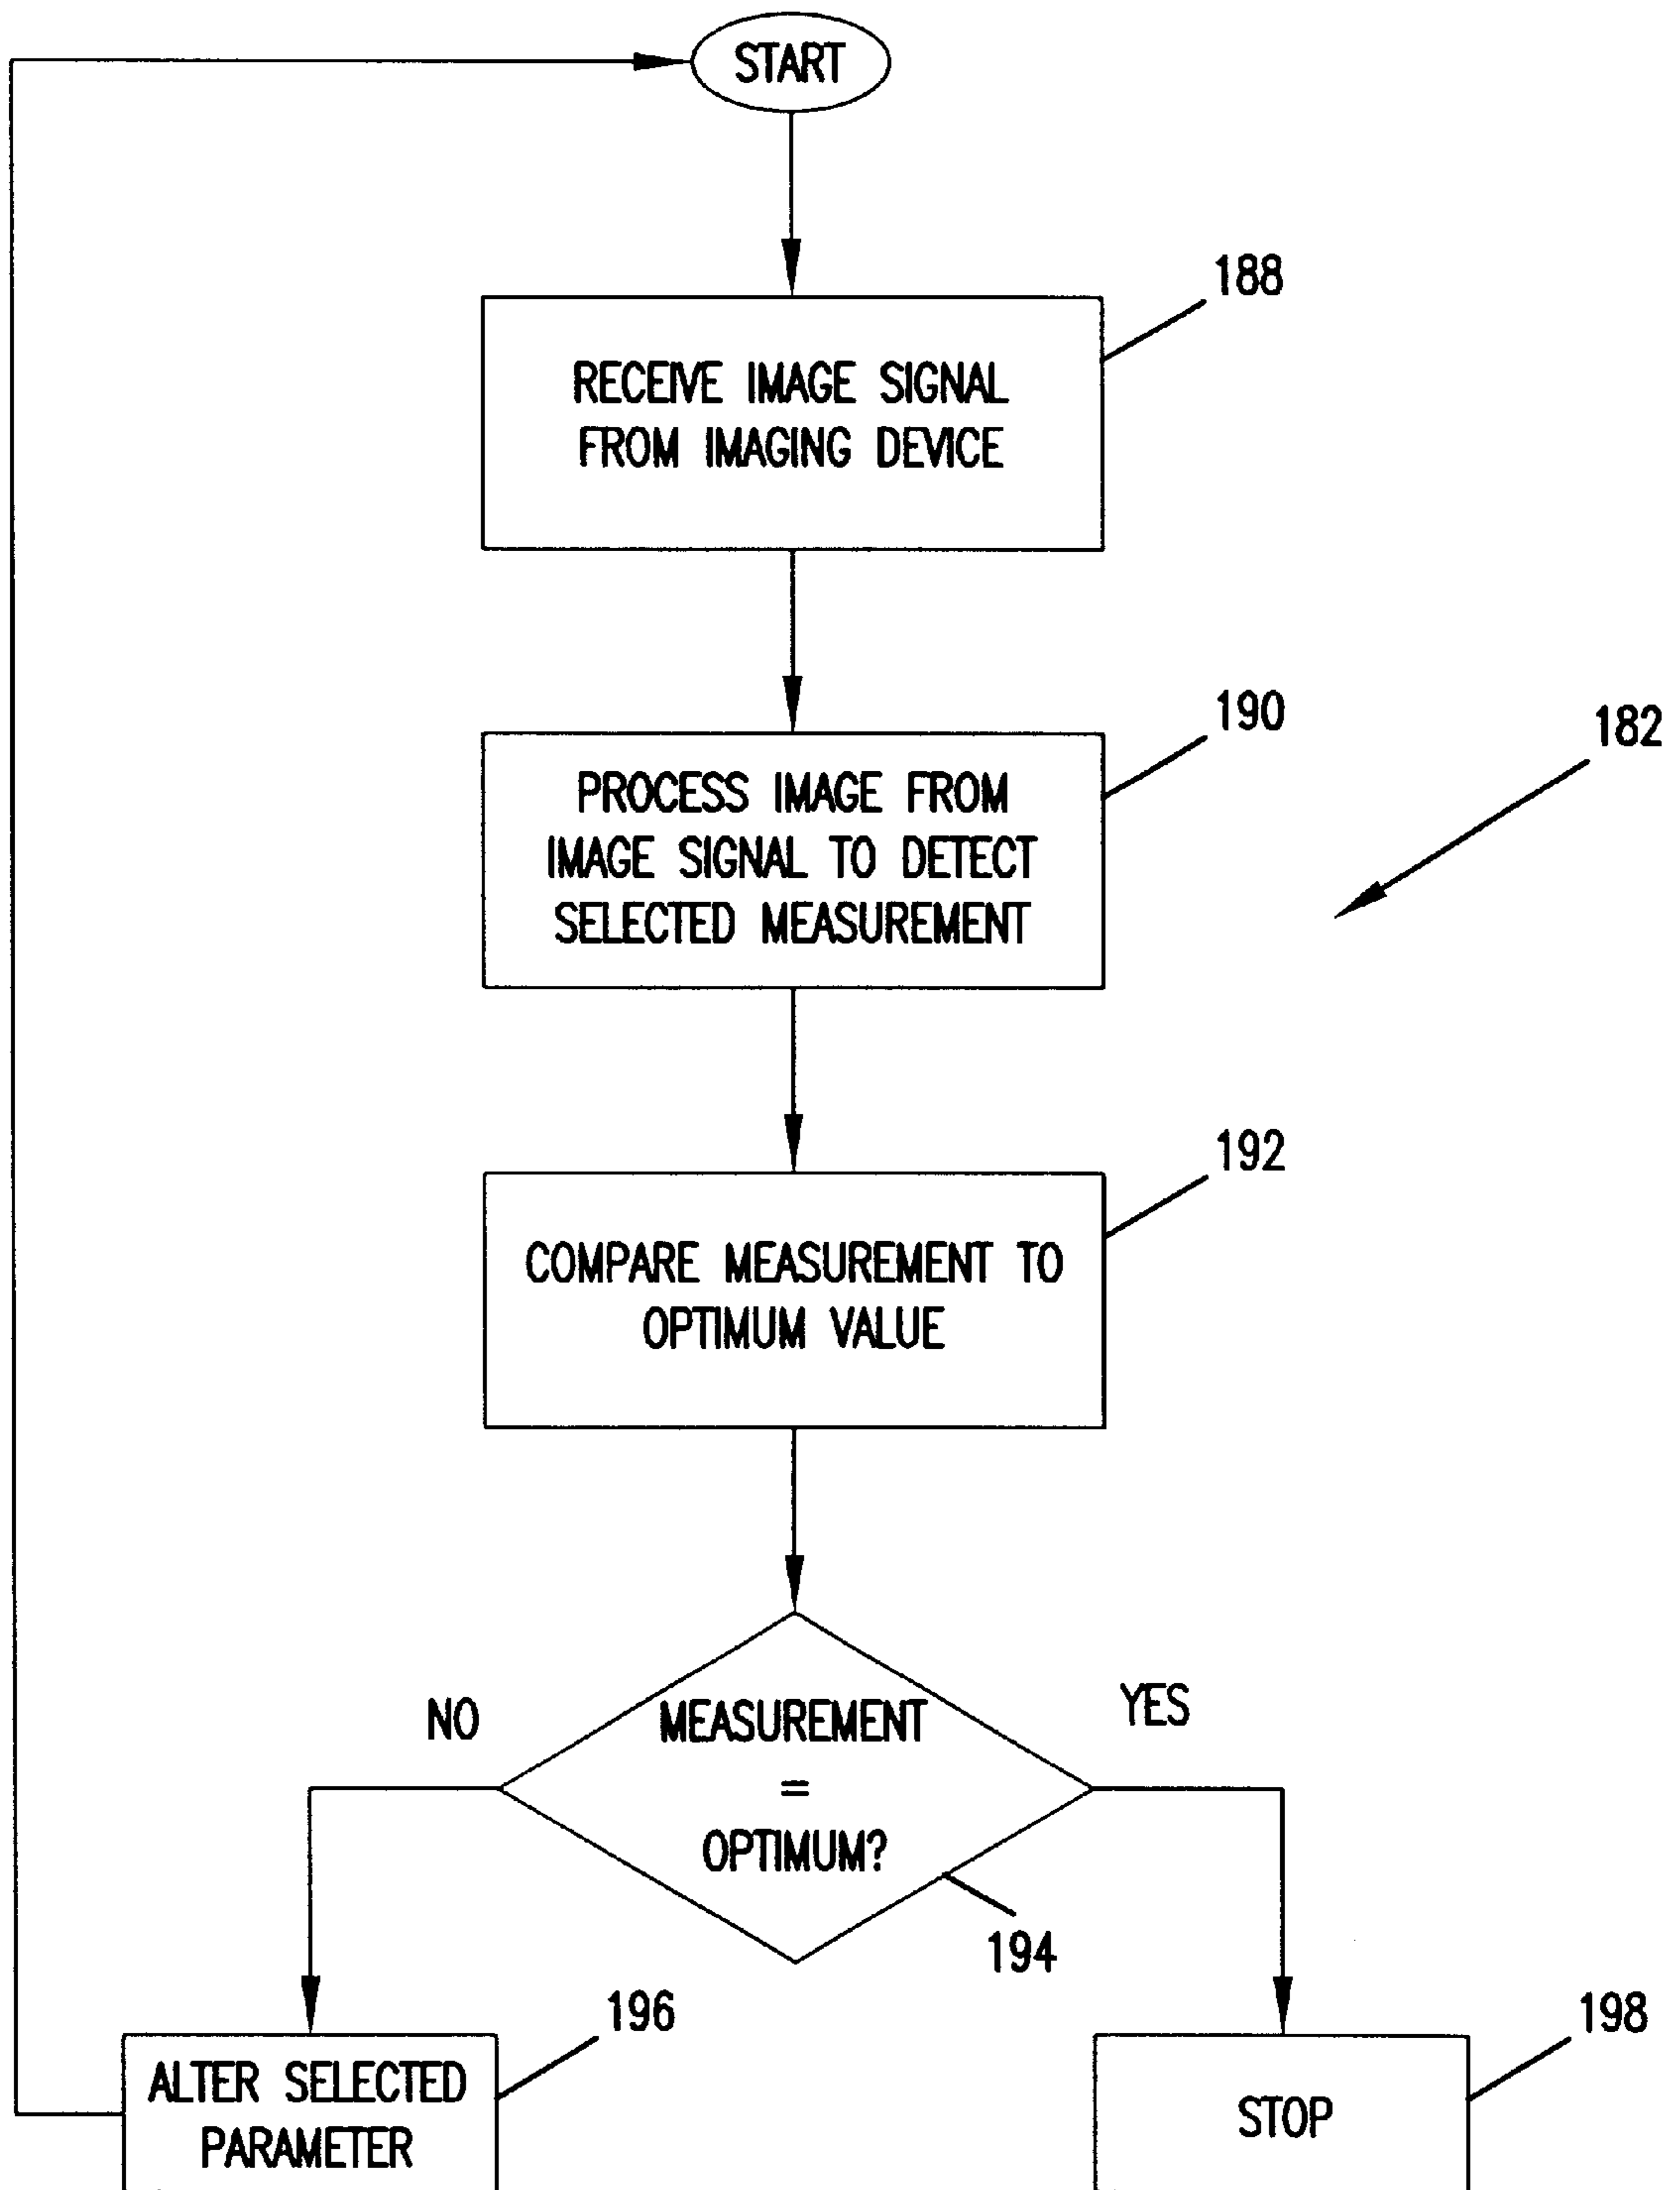 START
188
RECEIVE IMAGE SIGNAL
FROM IMAGING DEVICE
190
182
PROCESS IMAGE FROM
IMAGE SIGNAL TO DETECT
SELECTED MEASUREMENT
192
COMPARE MEASUREMENT TO
OPTIMUM VALUE
NO
YES
MEASUREMENT
=
OPTIMUM?
194
196
198
ALTER SELECTED
PARAMETER
STOP